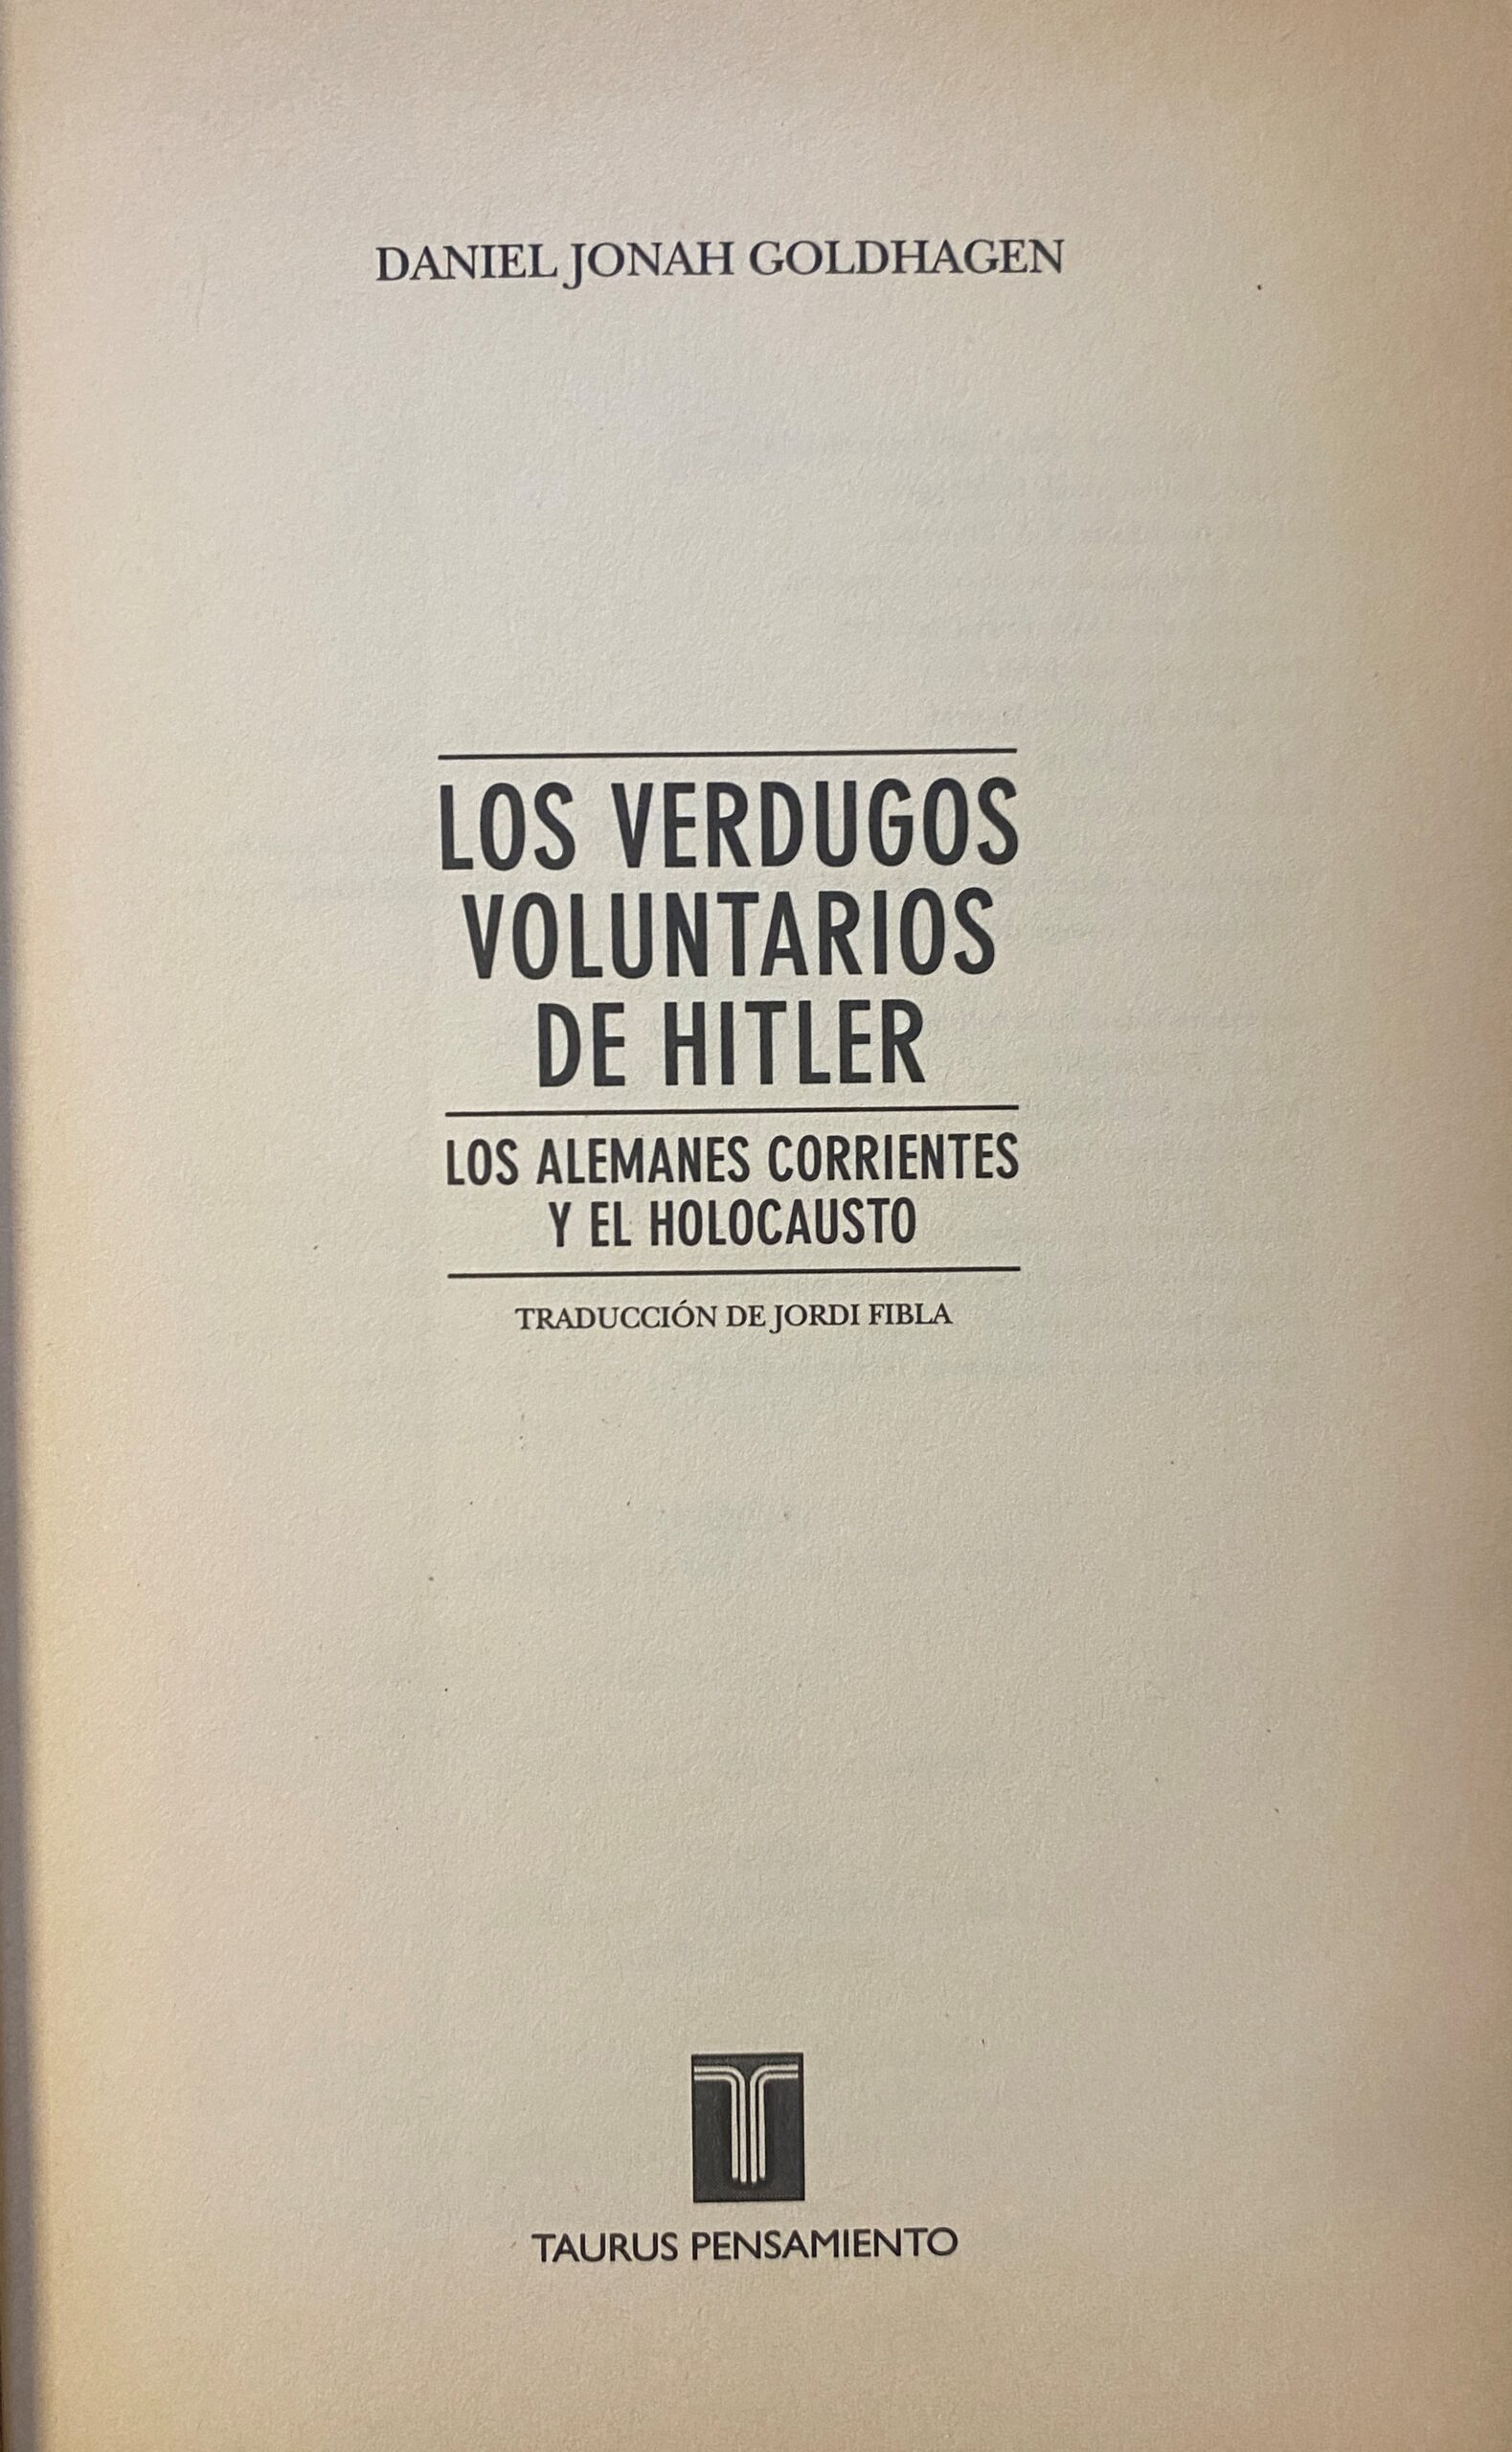 DANIEL JONAH GOLDHAGEN
LOS VERDUGOS
VOLUNTARIOS
DE HITLER
LOS ALEMANES CORRIENTES
Y EL HOLOCAUSTO
TRADUCCIÓN DE JORDI FIBLA
TAURUS PENSAMIENTO